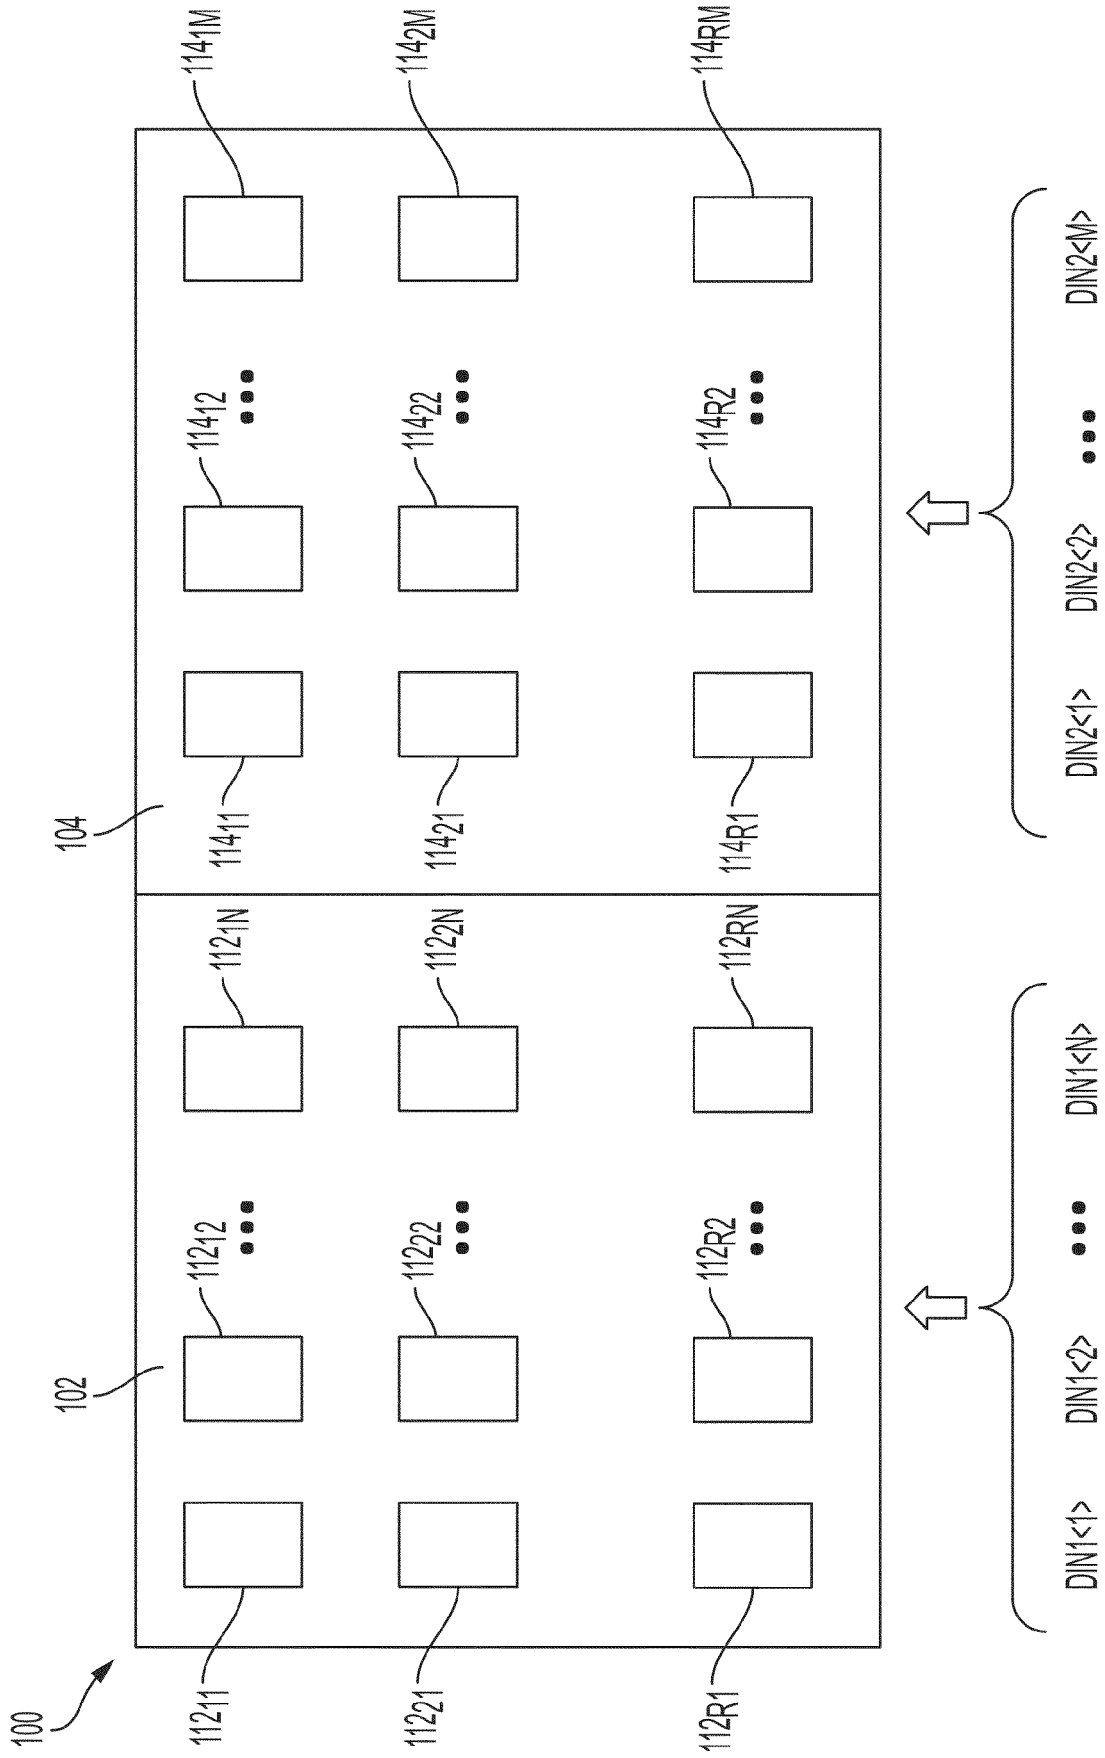 100
102
104
112₁₁
112₁₂
112₁N
114₁₁
114₁₂
114₁M
112₂₁
112₂₂
112₂N
114₂₁
114₂₂
114₂M
112R1
112R2
112RN
114R1
114R2
114RM
DIN1<1> DIN1<2> ••• DIN1<N>
DIN2<1> DIN2<2> ••• DIN2<M>